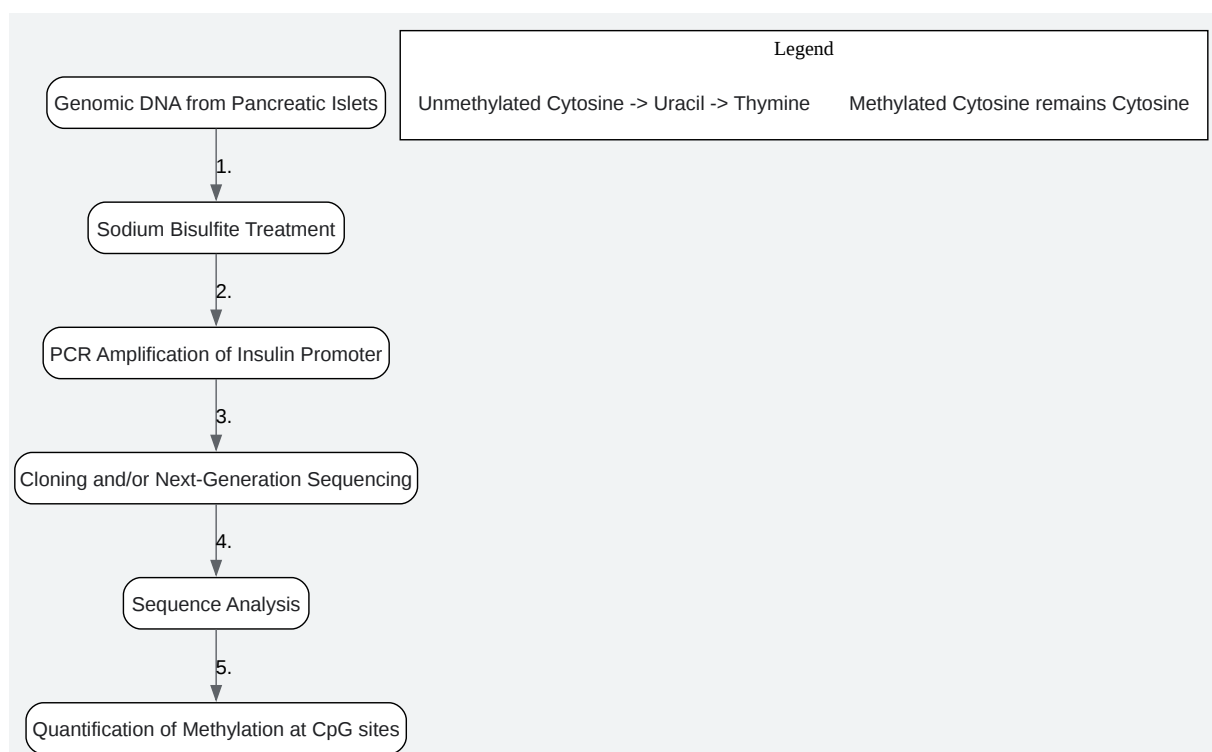 Legend
Genomic DNA from Pancreatic Islets
Unmethylated Cytosine -> Uracil -> Thymine
Methylated Cytosine remains Cytosine
1.
Sodium Bisulfite Treatment
2.
PCR Amplification of Insulin Promoter
3.
Cloning and/or Next-Generation Sequencing
4.
Sequence Analysis
5.
Quantification of Methylation at CpG sites